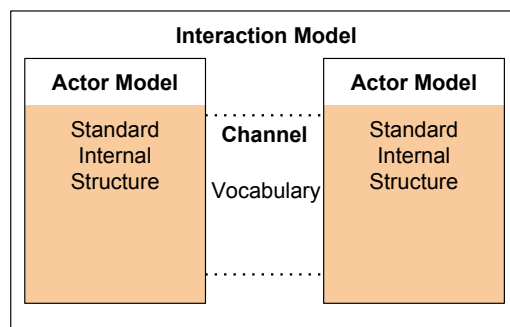 Interaction Model
Actor Model
Standard
Internal
Structure
Channel
Vocabulary
Actor Model
Standard
Internal
Structure